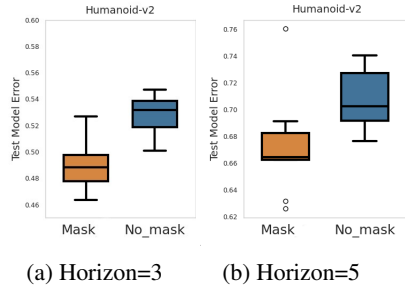 Humanoid-v2
Test Model Error
0.60
0.58
0.56
0.54
0.52
0.50
0.48
0.46
Mask No_mask
(a) Horizon=3
Humanoid-v2
Test Model Error
0.76
0.74
0.72
0.70
0.68
0.66
0.64
0.62
Mask No_mask
(b) Horizon=5